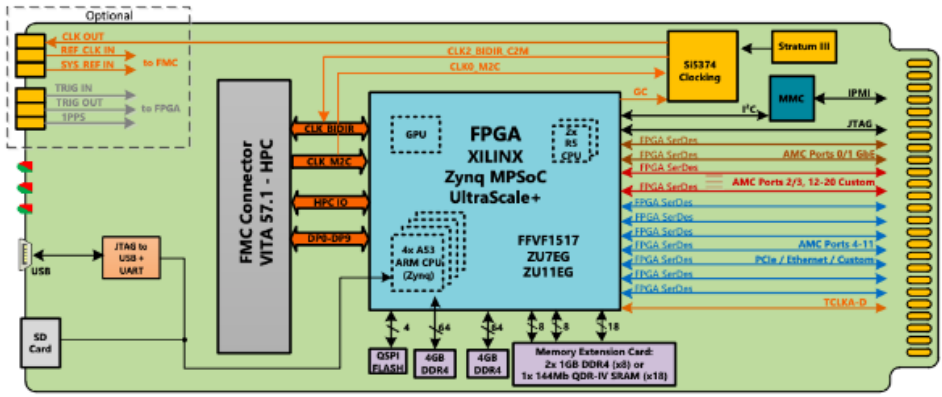 Optional
CLK OUT
REF CLK IN
SYS REF IN
to FMC
TRIG IN
TRIG OUT
1PPS
to FPGA
USB
JTAG to
USB +
UART
SD
Card
FMC Connector
VITA 57.1 - HPC
CLK2_BIDIR_C2M
CLK0_M2C
CLK_BIDIR
CLK_M2C
HPC IO
DP0-DP9
GPU
FPGA
XILINX
Zynq MPSoC
UltraScale+
2x
R5
CPU
4x A53
ARM CPU
(Zynq)
FFVF1517
ZU7EG
ZU11EG
Si5374
Clocking
Stratum III
GC
MMC
I²C
IPMI
JTAG
FPGA SerDes
AMC Ports 0/1 GbE
FPGA SerDes
FPGA SerDes
AMC Ports 2/3, 12-20 Custom
FPGA SerDes
FPGA SerDes
FPGA SerDes
FPGA SerDes
AMC Ports 4-11
FPGA SerDes
PCIe / Ethernet / Custom
FPGA SerDes
FPGA SerDes
TCLKA-D
4
64
64
8
8
18
QSPI
FLASH
4GB
DDR4
4GB
DDR4
Memory Extension Card:
2x 1GB DDR4 (x8) or
1x 144Mb QDR-IV SRAM (x18)